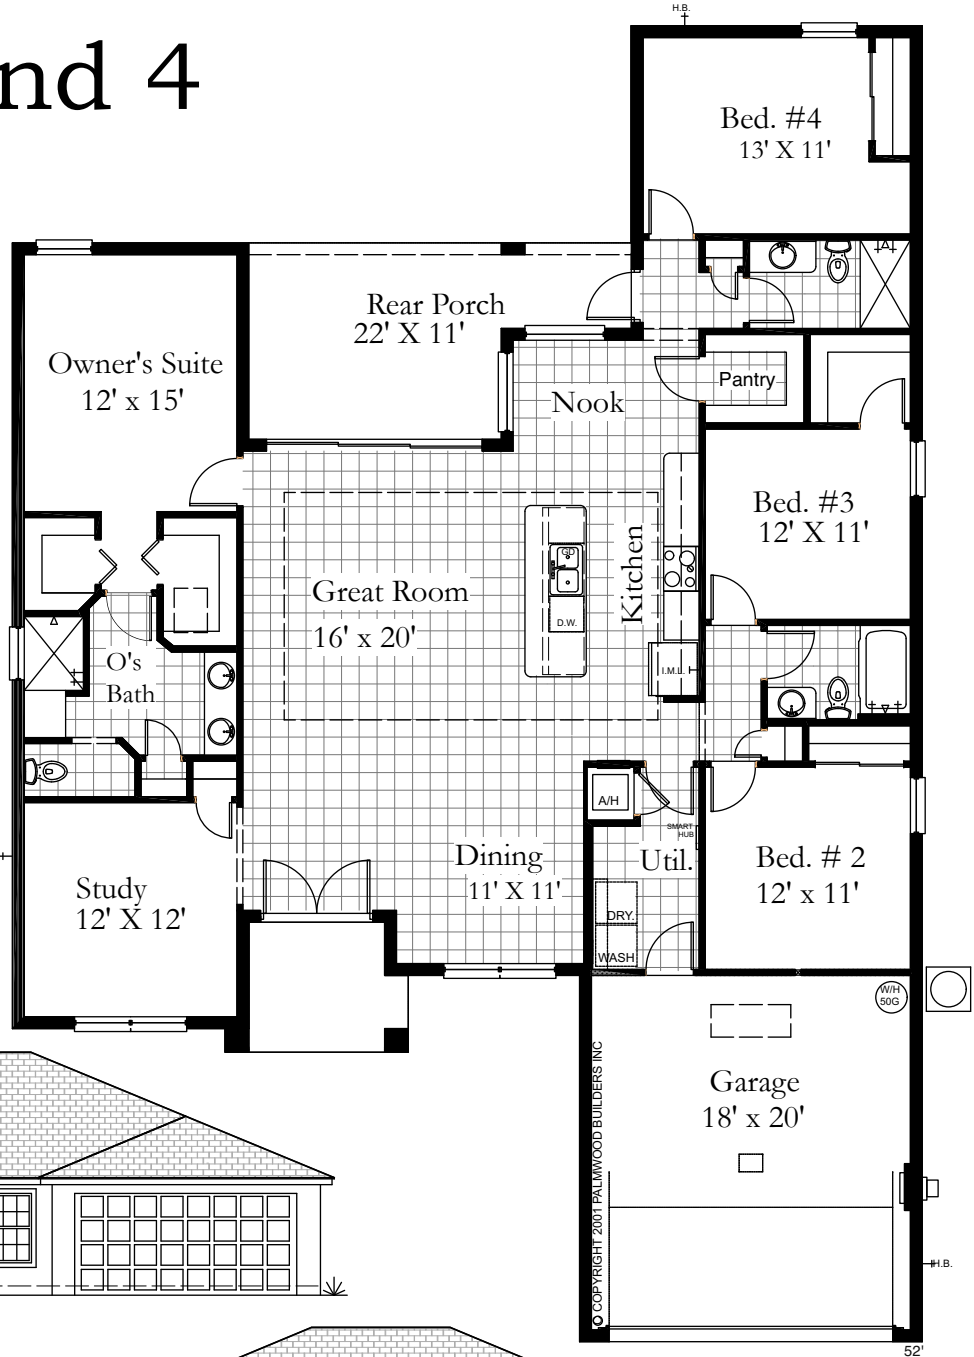 H.B.
nd 4
Bed. #4
13' X 11'
Rear Porch
22' X 11'
Owner's Suite
12' x 15'
Nook
Pantry
Bed. #3
12' X 11'
Great Room
16' x 20'
GD
D.W.
Kitchen
I.M.L.
O's
Bath
A/H
SMART
HUB
Util.
Bed. # 2
12' x 11'
Dining
11' X 11'
Study
12' X 12'
DRY.
WASH
W/H
50G
Garage
18' x 20'
© COPYRIGHT 2001 PALMWOOD BUILDERS INC
H.B.
52'